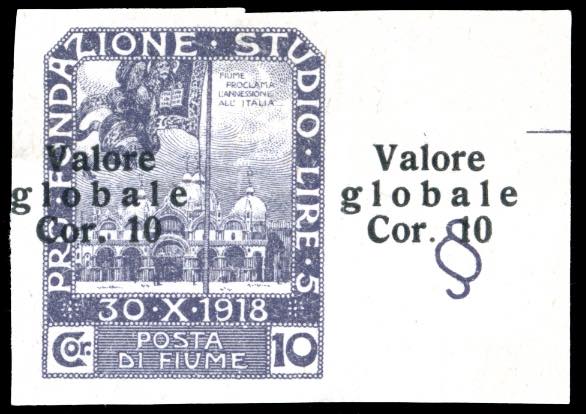 PRO FONDAZIONE · STUDIO · LIRE · 5
FIUME
PROCLAMA
L'ANNESSIONE
ALL' ITALIA
Valore
globale
Cor. 10
Valore
globale
Cor. 10
§
30 · X · 1918
Cor. POSTA 10
DI FIUME